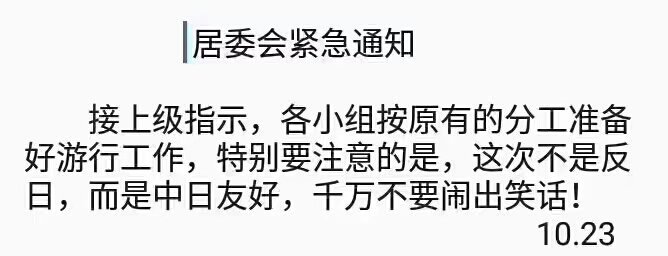 居委会紧急通知
接上级指示，各小组按原有的分工准备
好游行工作，特别要注意的是，这次不是反
日，而是中日友好，千万不要闹出笑话！
10.23